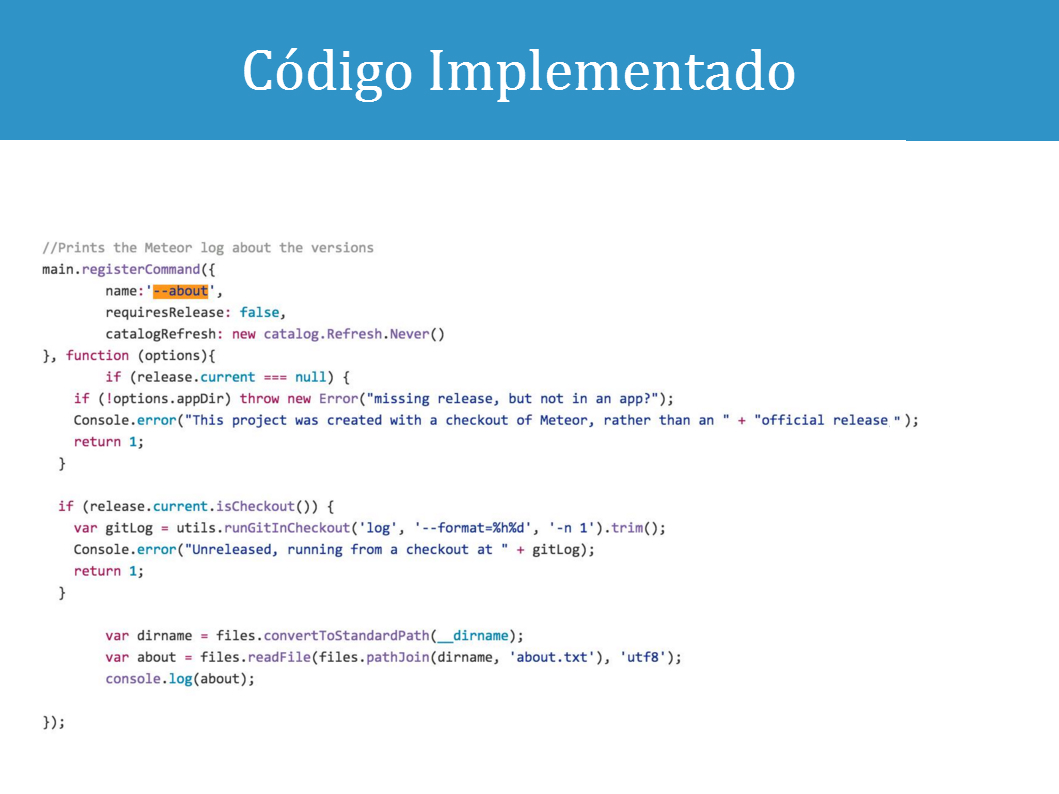 Código Implementado
//Prints the Meteor log about the versions
main.registerCommand({
        name:'--about',
        requiresRelease: false,
        catalogRefresh: new catalog.Refresh.Never()
}, function (options){
        if (release.current === null) {
    if (!options.appDir) throw new Error("missing release, but not in an app?");
    Console.error("This project was created with a checkout of Meteor, rather than an " + "official release ");
    return 1;
  }
  if (release.current.isCheckout()) {
    var gitLog = utils.runGitInCheckout('log', '--format=%h%d', '-n 1').trim();
    Console.error("Unreleased, running from a checkout at " + gitLog);
    return 1;
  }
        var dirname = files.convertToStandardPath(__dirname);
        var about = files.readFile(files.pathJoin(dirname, 'about.txt'), 'utf8');
        console.log(about);
});